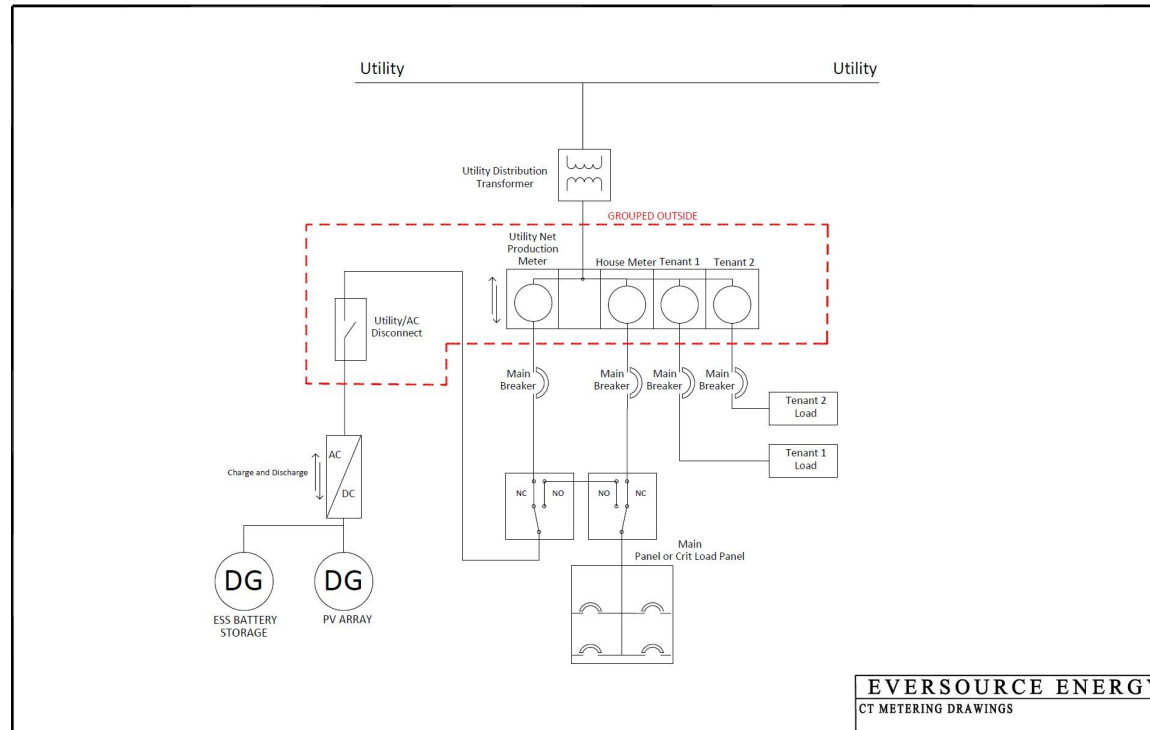 Utility
Utility
Utility Distribution
Transformer
GROUPED OUTSIDE
Utility Net
Production
Meter
House Meter
Tenant 1
Tenant 2
Utility/AC
Disconnect
Main
Breaker
Main
Breaker
Main
Breaker
Main
Breaker
Tenant 2
Load
Tenant 1
Load
AC
DC
Charge and Discharge
NC
NO
NO
NC
Main
Panel or Crit Load Panel
DG
DG
ESS BATTERY
STORAGE
PV ARRAY
EVERSOURCE ENERGY
CT METERING DRAWINGS